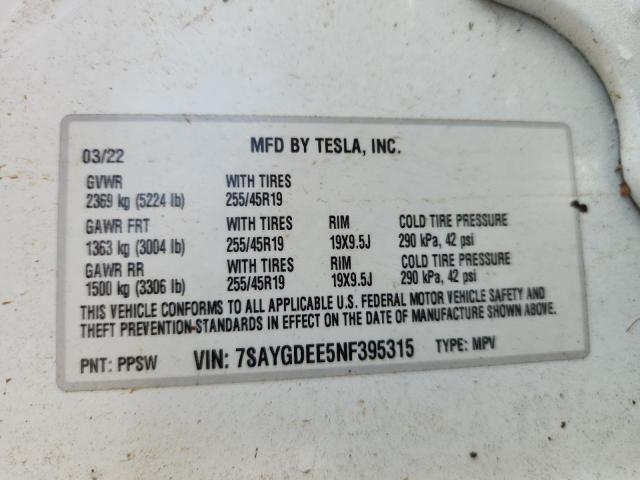 03/22 MFD BY TESLA, INC.
GVWR WITH TIRES
2369 kg (5224 lb) 255/45R19
GAWR FRT WITH TIRES RIM COLD TIRE PRESSURE
1363 kg (3004 lb) 255/45R19 19X9.5J 290 kPa, 42 psi
GAWR RR WITH TIRES RIM COLD TIRE PRESSURE
1500 kg (3306 lb) 255/45R19 19X9.5J 290 kPa, 42 psi
THIS VEHICLE CONFORMS TO ALL APPLICABLE U.S. FEDERAL MOTOR VEHICLE SAFETY AND
THEFT PREVENTION STANDARDS IN EFFECT ON THE DATE OF MANUFACTURE SHOWN ABOVE.
PNT: PPSW VIN: 7SAYGDEE5NF395315 TYPE: MPV